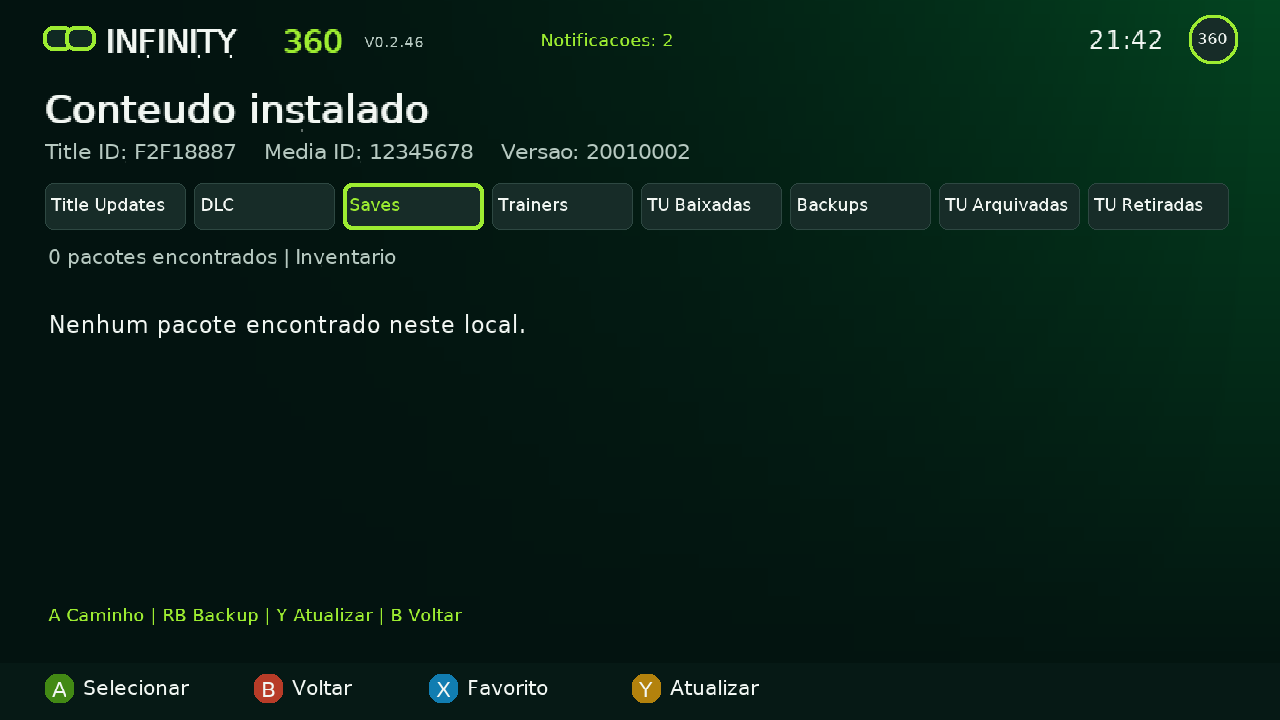 INFINITY 360 V0.2.46 Notificacoes: 2 21:42 360
Conteudo instalado
Title ID: F2F18887 Media ID: 12345678 Versao: 20010002
Title Updates DLC Saves Trainers TU Baixadas Backups TU Arquivadas TU Retiradas
0 pacotes encontrados | Inventario
Nenhum pacote encontrado neste local.
A Caminho | RB Backup | Y Atualizar | B Voltar
A Selecionar B Voltar X Favorito Y Atualizar